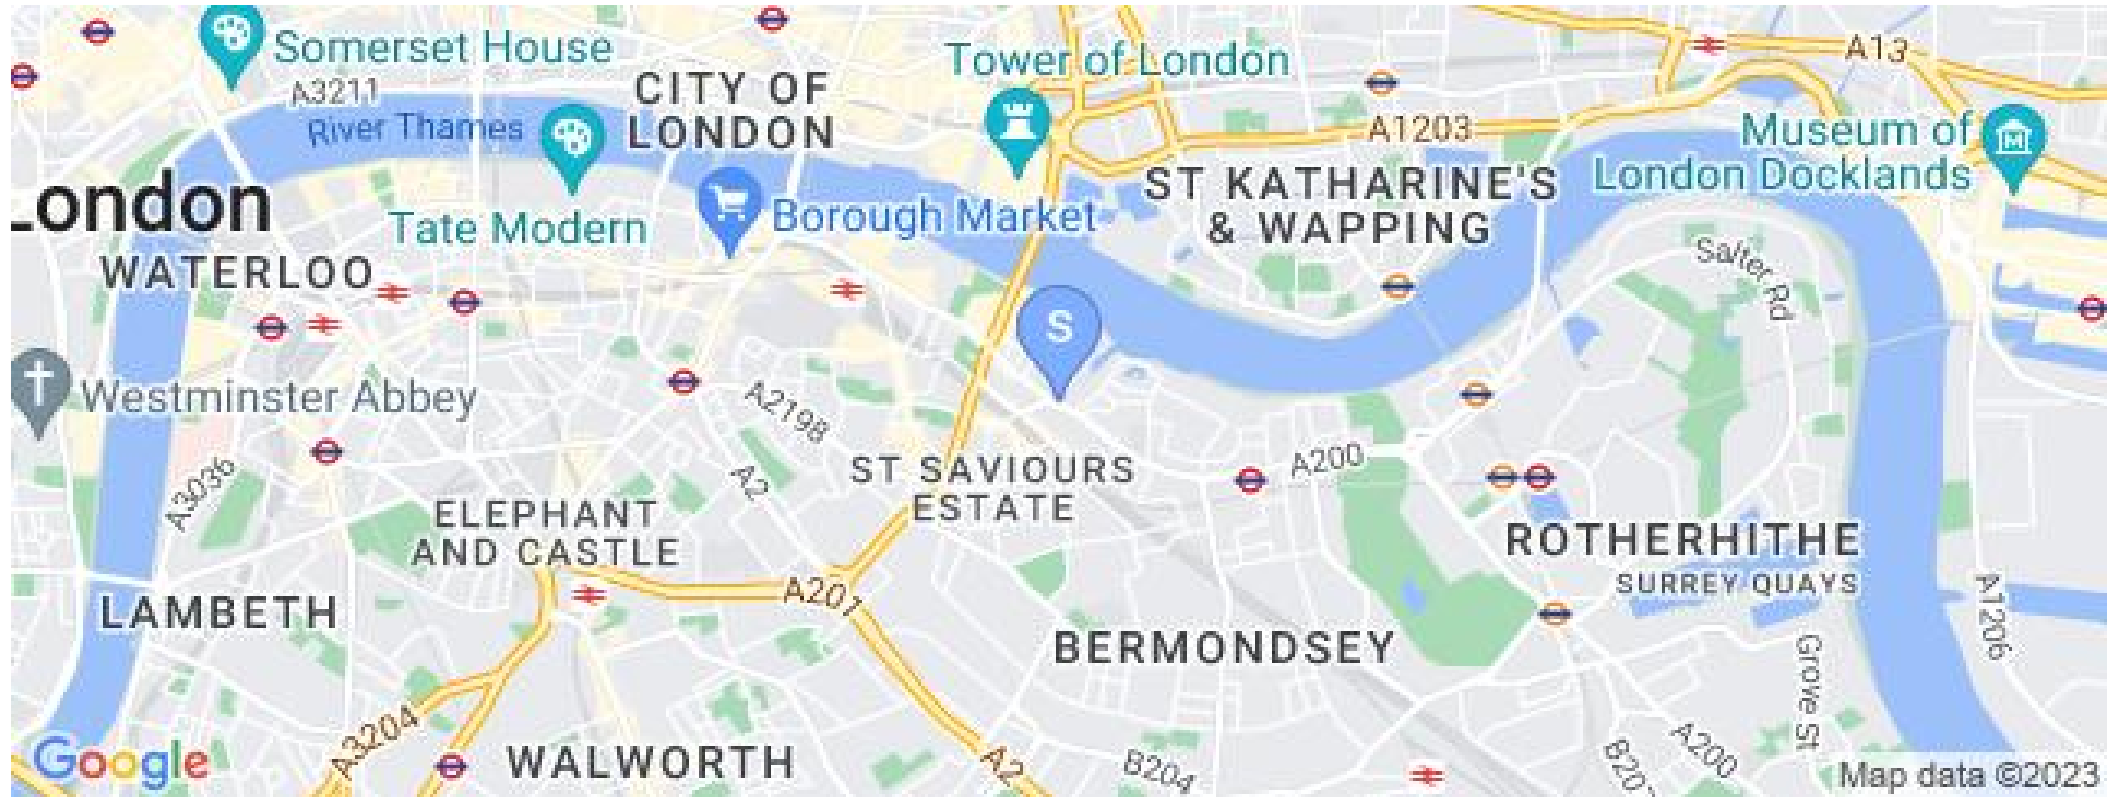 Somerset House
A3211
River Thames
CITY OF
LONDON
Tower of London
A13
A1203
Museum of
London Docklands
London
Tate Modern
Borough Market
ST KATHARINE'S
& WAPPING
WATERLOO
Salter Rd
S
Westminster Abbey
A2198
A2
A3036
ST SAVIOURS
ESTATE
A200
ELEPHANT
AND CASTLE
ROTHERHITHE
SURREY QUAYS
A201
LAMBETH
A1206
BERMONDSEY
Grove St
A3204
Google
WALWORTH
A2
B204
A200
Map data ©2023